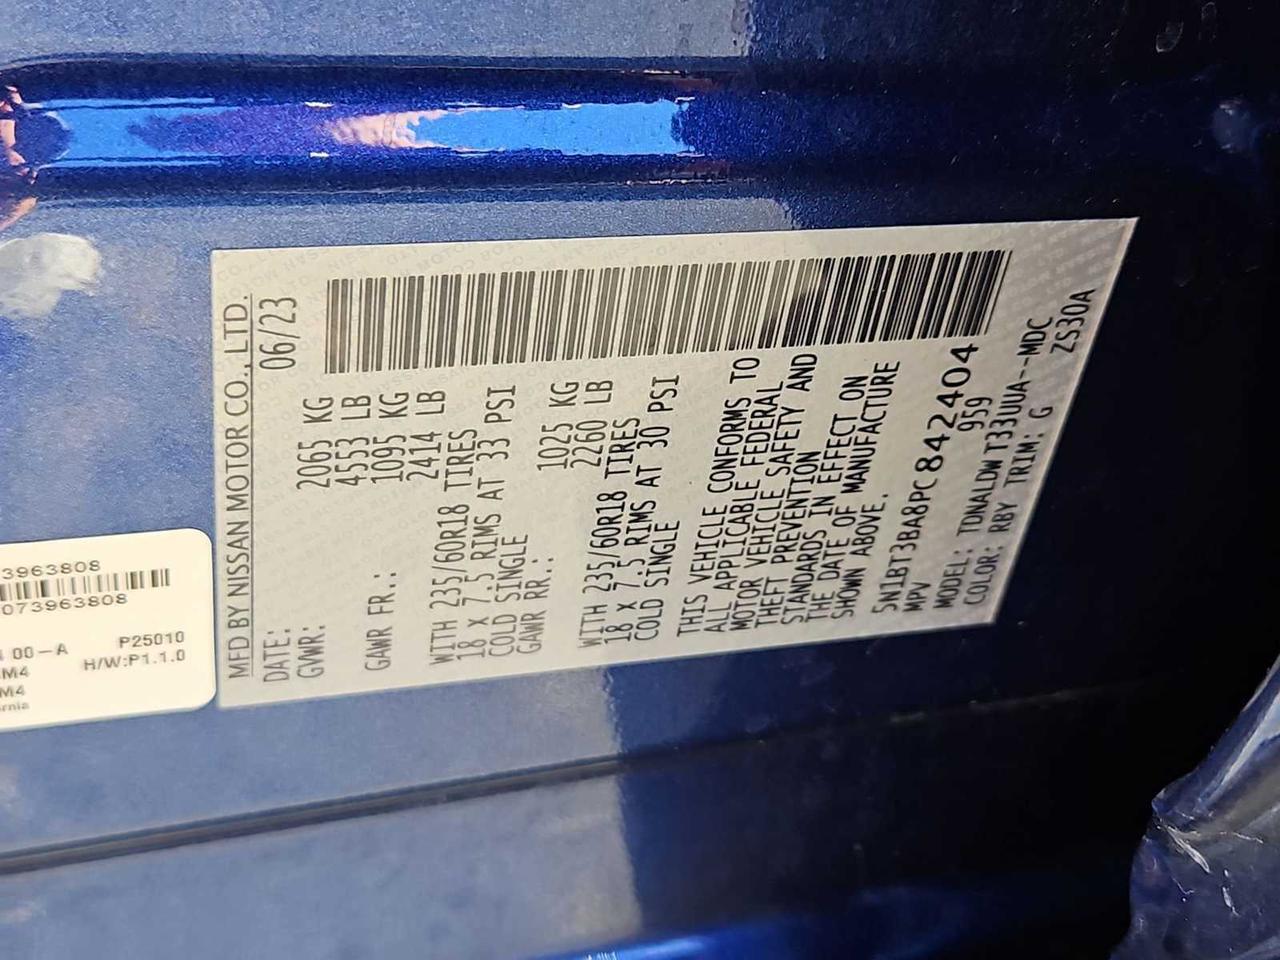 MFD BY NISSAN MOTOR CO., LTD.
DATE: 06/23
GVWR: 2065 KG
4553 LB
GAWR FR.: 1095 KG
2414 LB
WITH 235/60R18 TIRES
18 X 7.5 RIMS AT 33 PSI
COLD SINGLE
GAWR RR.: 1025 KG
2260 LB
WITH 235/60R18 TIRES
18 X 7.5 RIMS AT 30 PSI
COLD SINGLE
THIS VEHICLE CONFORMS TO
ALL APPLICABLE FEDERAL
MOTOR VEHICLE SAFETY AND
THEFT PREVENTION
STANDARDS IN EFFECT ON
THE DATE OF MANUFACTURE
SHOWN ABOVE.
5N1BT3BA8PC842404
MPV 959
MODEL: TDNALDWT33UUA--MDC
COLOR: RBY TRIM: G ZS30A
3963808
073963808
00-A P25010
M4 H/W:P1.1.0
M4